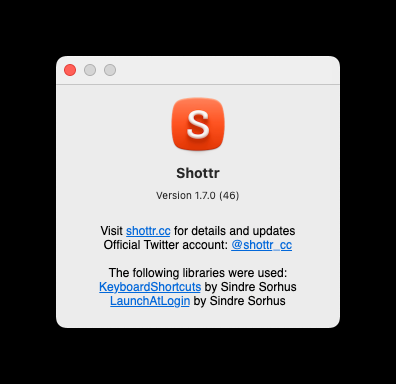 S
Shottr
Version 1.7.0 (46)
Visit shottr.cc for details and updates
Official Twitter account: @shottr_cc
The following libraries were used:
KeyboardShortcuts by Sindre Sorhus
LaunchAtLogin by Sindre Sorhus